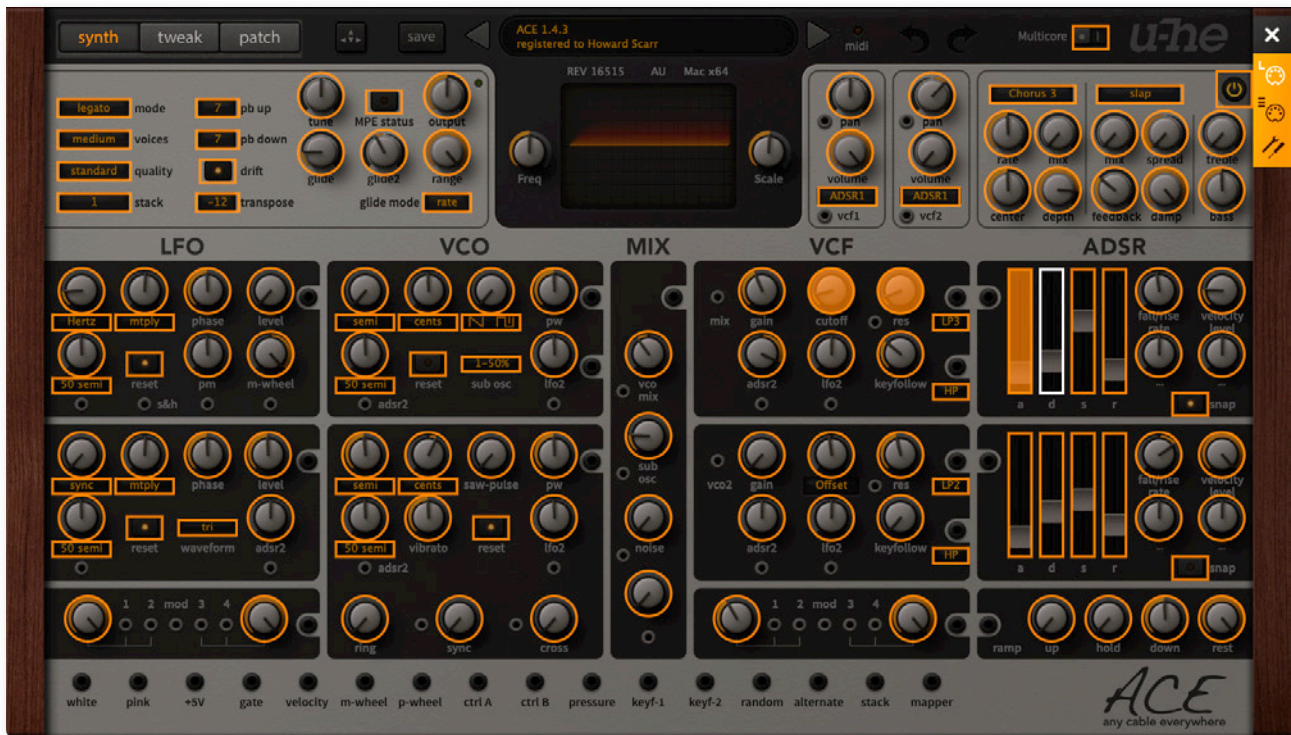 synth tweak patch save
ACE 1.4.3
registered to Howard Scarr
midi Multicore u-he
REV 16515 AU Mac x64
legato mode 7 pb up tune MPE status output
medium voices 7 pb down
standard quality drift glide glide2 range
1 stack -12 transpose glide mode rate
Freq Scale
pan pan
volume volume
ADSR1 ADSR1
vcf1 vcf2
Chorus 3 slap
rate mix mix spread treble
center depth feedback damp bass
L
LFO VCO MIX VCF ADSR
Hertz mtply phase level
50 semi reset pm m-wheel
s&h
semi cents pw
1-50%
50 semi reset sub osc lfo2
adsr2
vco
mix
sub
osc
noise
mix gain cutoff res LP3
adsr2 lfo2 keyfollow
HP
fall/rise velocity
rate level
... ...
a d s r snap
sync mtply phase level
tri
50 semi reset waveform adsr2
semi cents saw-pulse pw
50 semi vibrato reset lfo2
adsr2
vco2 gain Offset res LP2
adsr2 lfo2 keyfollow
HP
fall/rise velocity
rate level
... ...
a d s r snap
1 2 mod 3 4
ring sync cross
1 2 mod 3 4
ramp up hold down rest
white pink +5V gate velocity m-wheel p-wheel ctrl A ctrl B pressure keyf-1 keyf-2 random alternate stack mapper
ACE
any cable everywhere